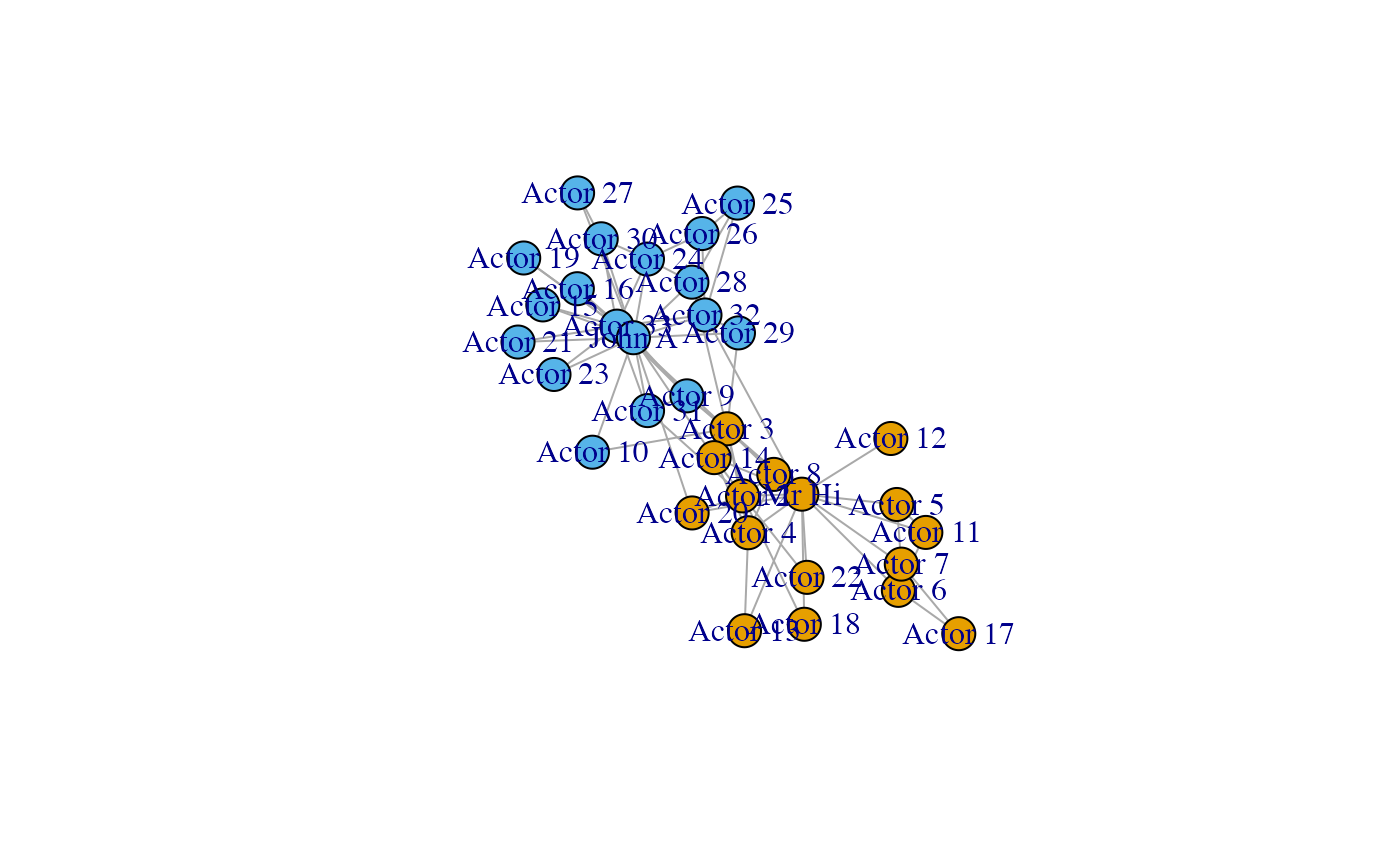 Actor 27
Actor 25
Actor 30
Actor 26
Actor 19
Actor 24
Actor 16
Actor 28
Actor 15
Actor 32
Actor 33
Actor 29
John A
Actor 21
Actor 23
Actor 9
Actor 31
Actor 3
Actor 12
Actor 10
Actor 14
Actor 8
Actor 2
Mr Hi
Actor 5
Actor 20
Actor 4
Actor 11
Actor 7
Actor 22
Actor 6
Actor 13
Actor 18
Actor 17